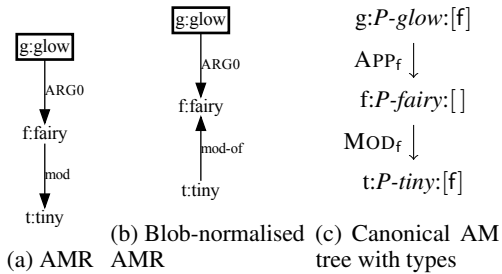 g:glow
ARG0
f:fairy
mod
t:tiny
(a) AMR
g:glow
ARG0
f:fairy
mod-of
t:tiny
(b) Blob-normalised
AMR
g:P-glow:[f]
APPf
f:P-fairy:[ ]
MODf
t:P-tiny:[f]
(c) Canonical AM
tree with types